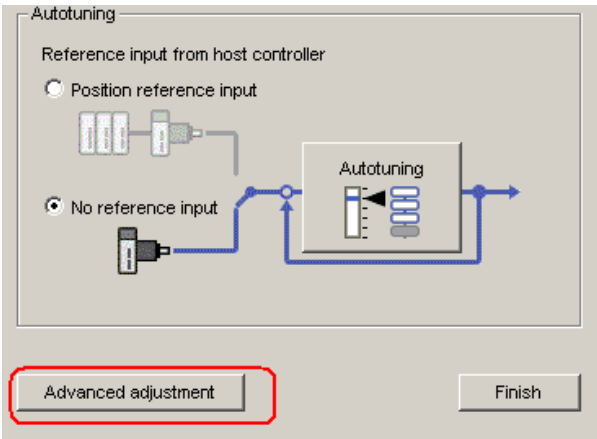 Autotuning
Reference input from host controller
Position reference input
Autotuning
No reference input
Advanced adjustment
Finish